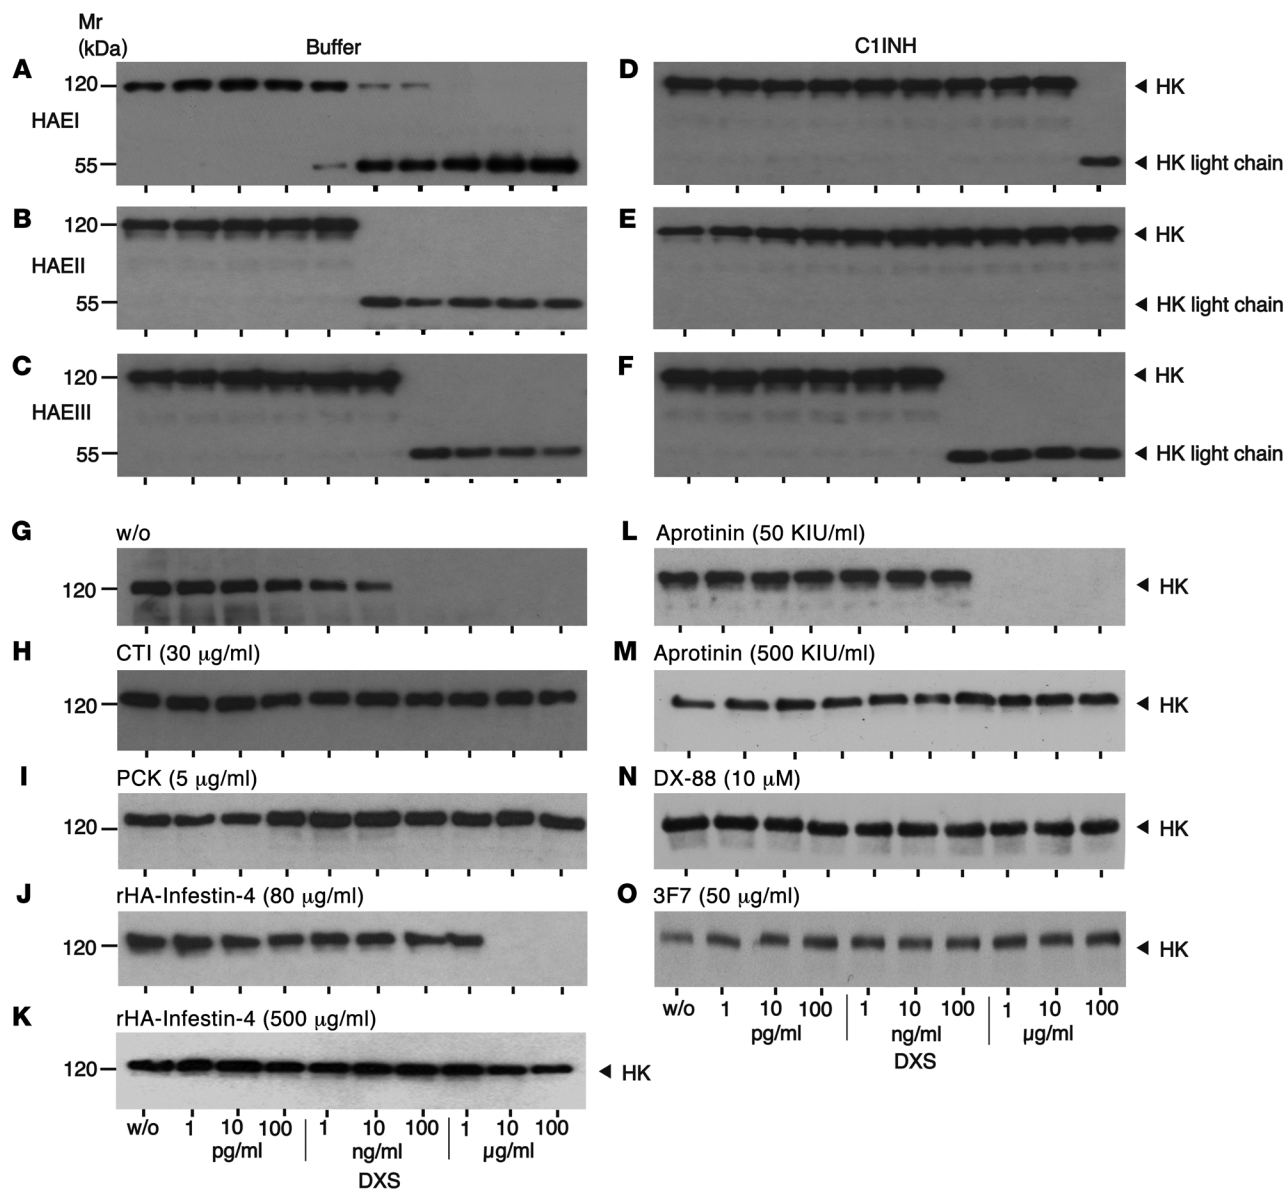 Mr
(kDa)
Buffer
C1INH
A
120
HAEI
55
D
◄ HK
◄ HK light chain
B
120
HAEII
55
E
◄ HK
◄ HK light chain
C
120
HAEIII
55
F
◄ HK
◄ HK light chain
G
w/o
120
L
Aprotinin (50 KIU/ml)
◄ HK
H
CTI (30 µg/ml)
120
M
Aprotinin (500 KIU/ml)
◄ HK
I
PCK (5 µg/ml)
120
N
DX-88 (10 µM)
◄ HK
J
rHA-Infestin-4 (80 µg/ml)
120
O
3F7 (50 µg/ml)
◄ HK
w/o 1 10 100 1 10 100 1 10 100
pg/ml ng/ml µg/ml
DXS
K
rHA-Infestin-4 (500 µg/ml)
120
◄ HK
w/o 1 10 100 1 10 100 1 10 100
pg/ml ng/ml µg/ml
DXS